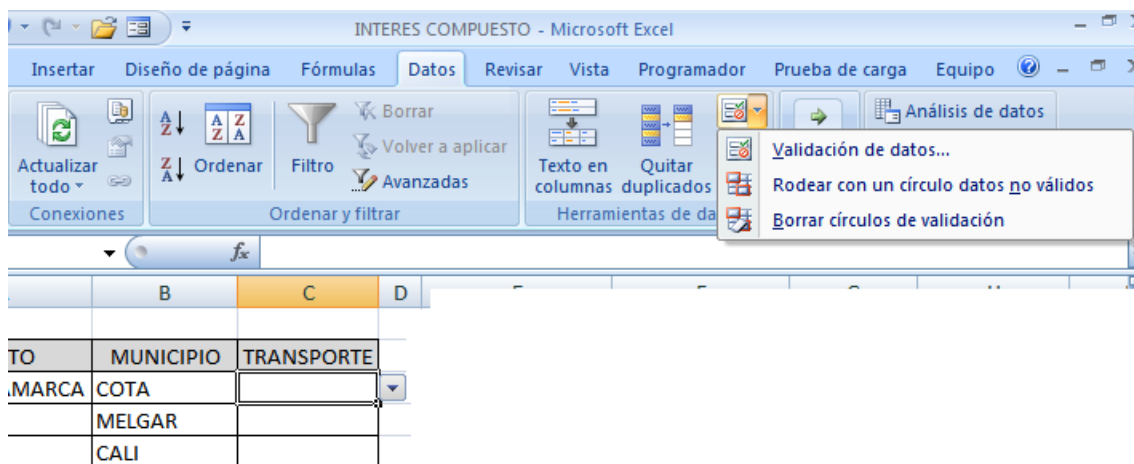 INTERES COMPUESTO - Microsoft Excel
Insertar Diseño de página Fórmulas Datos Revisar Vista Programador Prueba de carga Equipo
Actualizar todo
Conexiones
A Z
Z A
A Z Z A
Ordenar
Filtro
Borrar
Volver a aplicar
Avanzadas
Ordenar y filtrar
Texto en columnas
Quitar duplicados
Herramientas de da
Análisis de datos
Validación de datos...
Rodear con un círculo datos no válidos
Borrar círculos de validación
fx
B C D
TO MUNICIPIO TRANSPORTE
AMARCA COTA
MELGAR
CALI